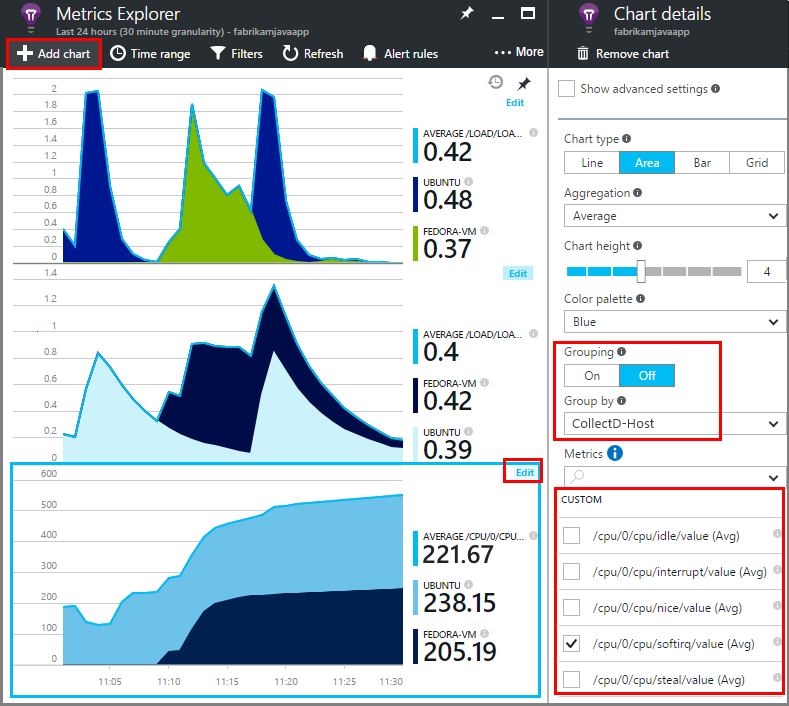 Metrics Explorer
Last 24 hours (30 minute granularity) - fabrikamjavaapp
Add chart
Time range
Filters
Refresh
Alert rules
More
Edit
2
1.8
1.6
1.4
1.2
1
0.8
0.6
0.4
0.2
0
AVERAGE /LOAD/LOA...
0.42
UBUNTU
0.48
FEDORA-VM
0.37
Edit
1.4
1.2
1
0.8
0.6
0.4
0.2
0
AVERAGE /LOAD/LOA...
0.4
FEDORA-VM
0.42
UBUNTU
0.39
Edit
600
500
400
300
200
100
0
11:05
11:10
11:15
11:20
11:25
11:30
AVERAGE /CPU/0/CPU...
221.67
UBUNTU
238.15
FEDORA-VM
205.19
Chart details
fabrikamjavaapp
Remove chart
Show advanced settings
Chart type
Line
Area
Bar
Grid
Aggregation
Average
Chart height
4
Color palette
Blue
Grouping
On
Off
Group by
CollectD-Host
Metrics
CUSTOM
/cpu/0/cpu/idle/value (Avg)
/cpu/0/cpu/interrupt/value (Avg)
/cpu/0/cpu/nice/value (Avg)
/cpu/0/cpu/softirq/value (Avg)
/cpu/0/cpu/steal/value (Avg)